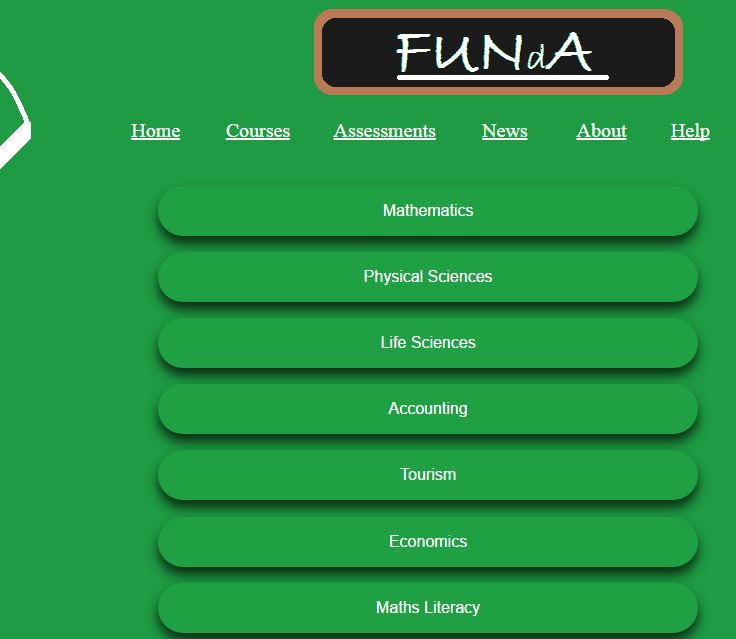 FUNdA
Home Courses Assessments News About Help
Mathematics
Physical Sciences
Life Sciences
Accounting
Tourism
Economics
Maths Literacy